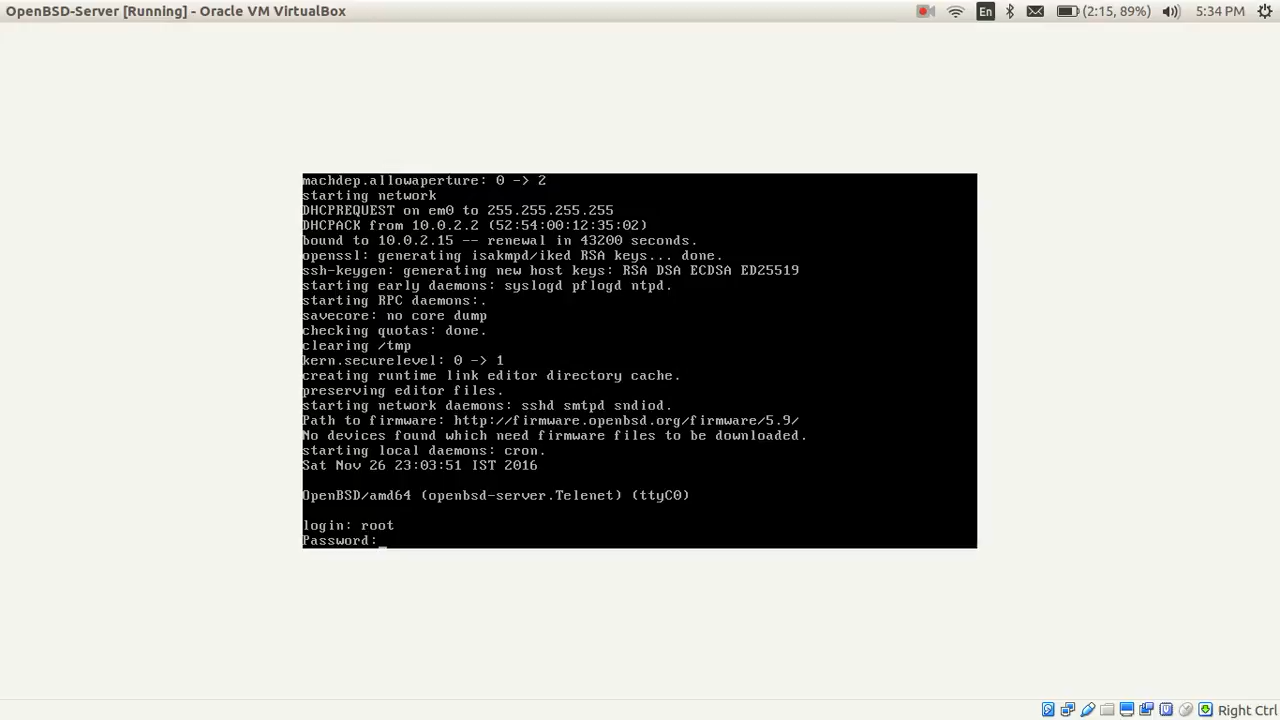 OpenBSD-Server [Running] - Oracle VM VirtualBox
En
(2:15, 89%)
5:34 PM
machdep.allowaperture: 0 -> 2
starting network
DHCPREQUEST on em0 to 255.255.255.255
DHCPACK from 10.0.2.2 (52:54:00:12:35:02)
bound to 10.0.2.15 -- renewal in 43200 seconds.
openssl: generating isakmpd/iked RSA keys... done.
ssh-keygen: generating new host keys: RSA DSA ECDSA ED25519
starting early daemons: syslogd pflogd ntpd.
starting RPC daemons:.
savecore: no core dump
checking quotas: done.
clearing /tmp
kern.securelevel: 0 -> 1
creating runtime link editor directory cache.
preserving editor files.
starting network daemons: sshd smtpd sndiod.
Path to firmware: http://firmware.openbsd.org/firmware/5.9/
No devices found which need firmware files to be downloaded.
starting local daemons: cron.
Sat Nov 26 23:03:51 IST 2016
OpenBSD/amd64 (openbsd-server.Telenet) (ttyC0)
login: root
Password:
Right Ctrl